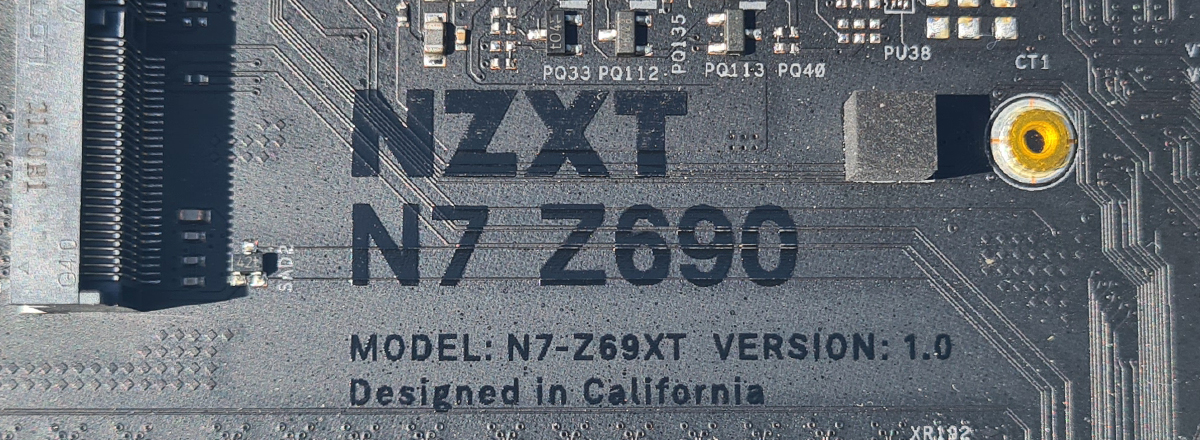 PQ135
PU38
PQ33 PQ112 PQ113 PQ40
CT1
NZXT
N7 Z690
SAD2
MODEL: N7-Z69XT VERSION: 1.0
Designed in California
XR192